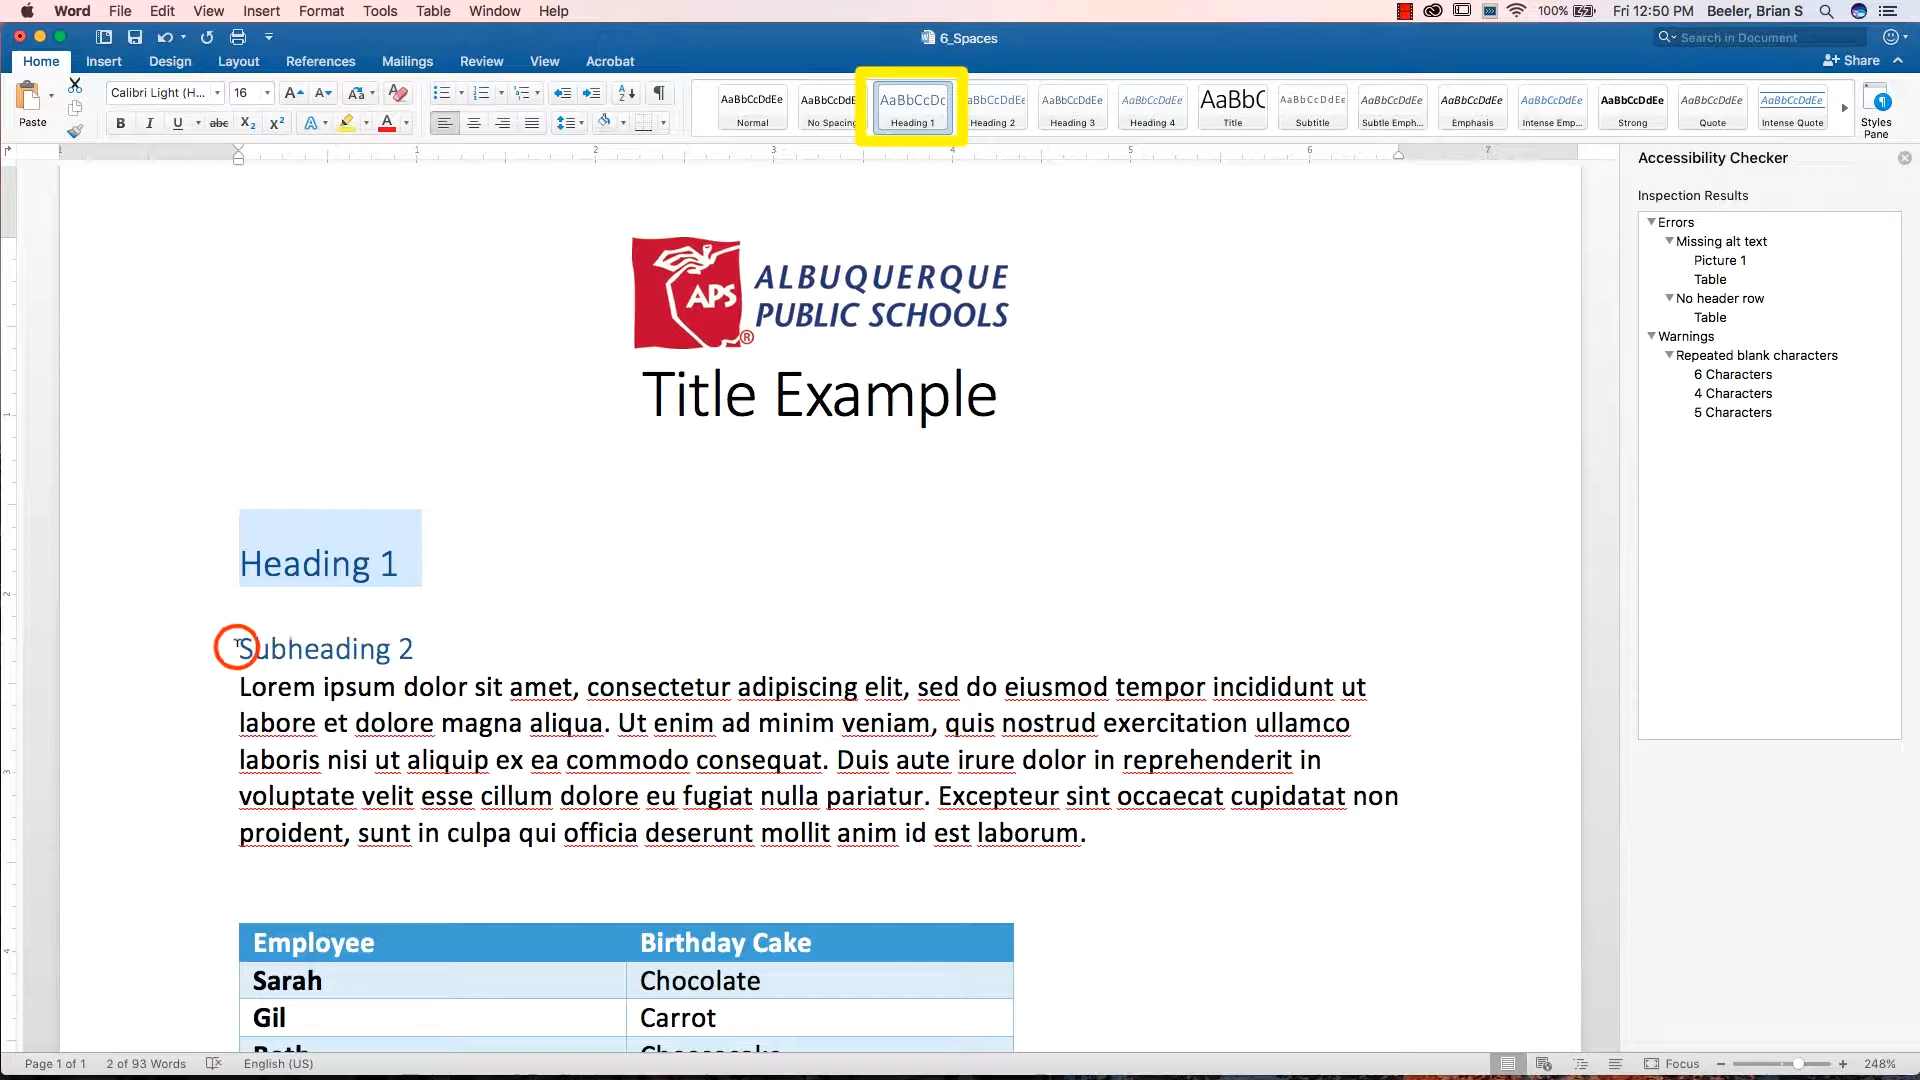 Word File Edit View Insert Format Tools Table Window Help 100% Fri 12:50 PM Beeler, Brian S
6_Spaces Search in Document
Home Insert Design Layout References Mailings Review View Acrobat Share
Paste Calibri Light (H... 16
AaBbCcDdEe AaBbCcDdE AaBbCcDc AaBbCcDdEe AaBbCcDdEe AaBbCcDdEe AaBbC AaBbCcDdEe AaBbCcDdEe AaBbCcDdEe AaBbCcDdEe AaBbCcDdEe AaBbCcDdEe AaBbCcDdEe
Normal No Spacing Heading 1 Heading 2 Heading 3 Heading 4 Title Subtitle Subtle Emph... Emphasis Intense Emp... Strong Quote Intense Quote Styles Pane
1 2 3 4 5 6 7
APS ®
ALBUQUERQUE
PUBLIC SCHOOLS
Title Example
Heading 1
Subheading 2
Lorem ipsum dolor sit amet, consectetur adipiscing elit, sed do eiusmod tempor incididunt ut
labore et dolore magna aliqua. Ut enim ad minim veniam, quis nostrud exercitation ullamco
laboris nisi ut aliquip ex ea commodo consequat. Duis aute irure dolor in reprehenderit in
voluptate velit esse cillum dolore eu fugiat nulla pariatur. Excepteur sint occaecat cupidatat non
proident, sunt in culpa qui officia deserunt mollit anim id est laborum.
Employee Birthday Cake
Sarah Chocolate
Gil Carrot
Accessibility Checker
Inspection Results
Errors
Missing alt text
Picture 1
Table
No header row
Table
Warnings
Repeated blank characters
6 Characters
4 Characters
5 Characters
Page 1 of 1 2 of 93 Words English (US) Focus 248%